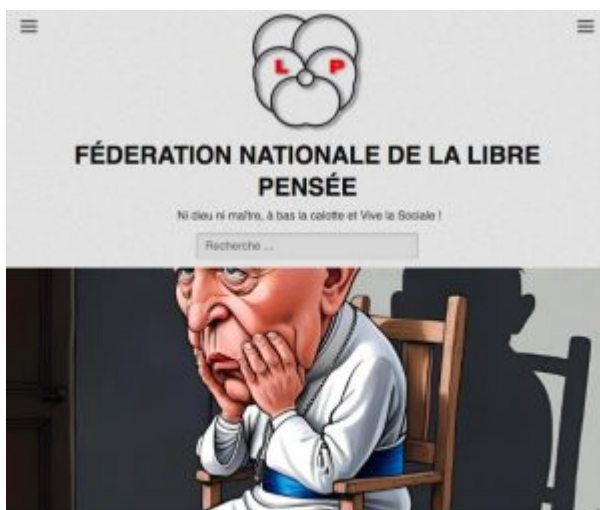 L P
FÉDERATION NATIONALE DE LA LIBRE
PENSÉE
Ni dieu ni maître, à bas la calotte et Vive la Sociale !
Recherche ...